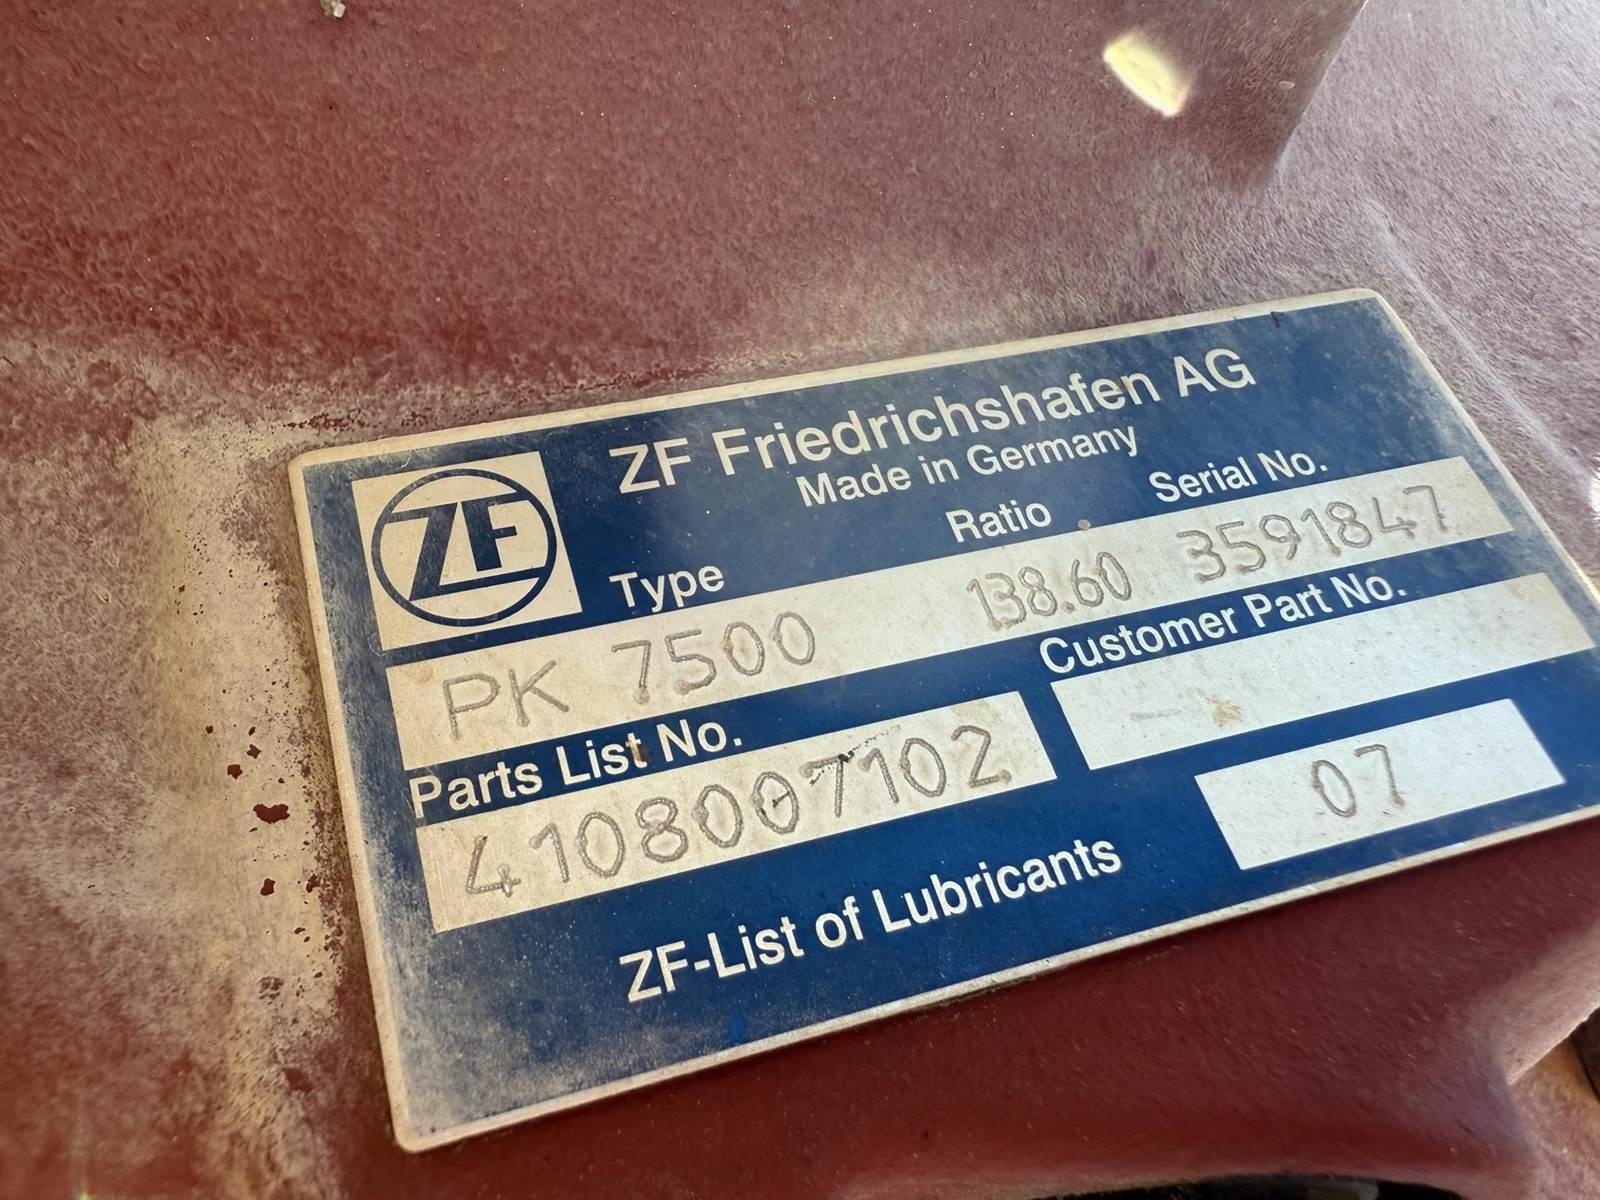 ZF
ZF Friedrichshafen AG
Made in Germany
Type Ratio Serial No.
PK 7500 138.60 3591847
Parts List No. Customer Part No.
4108007102 –
ZF-List of Lubricants 07